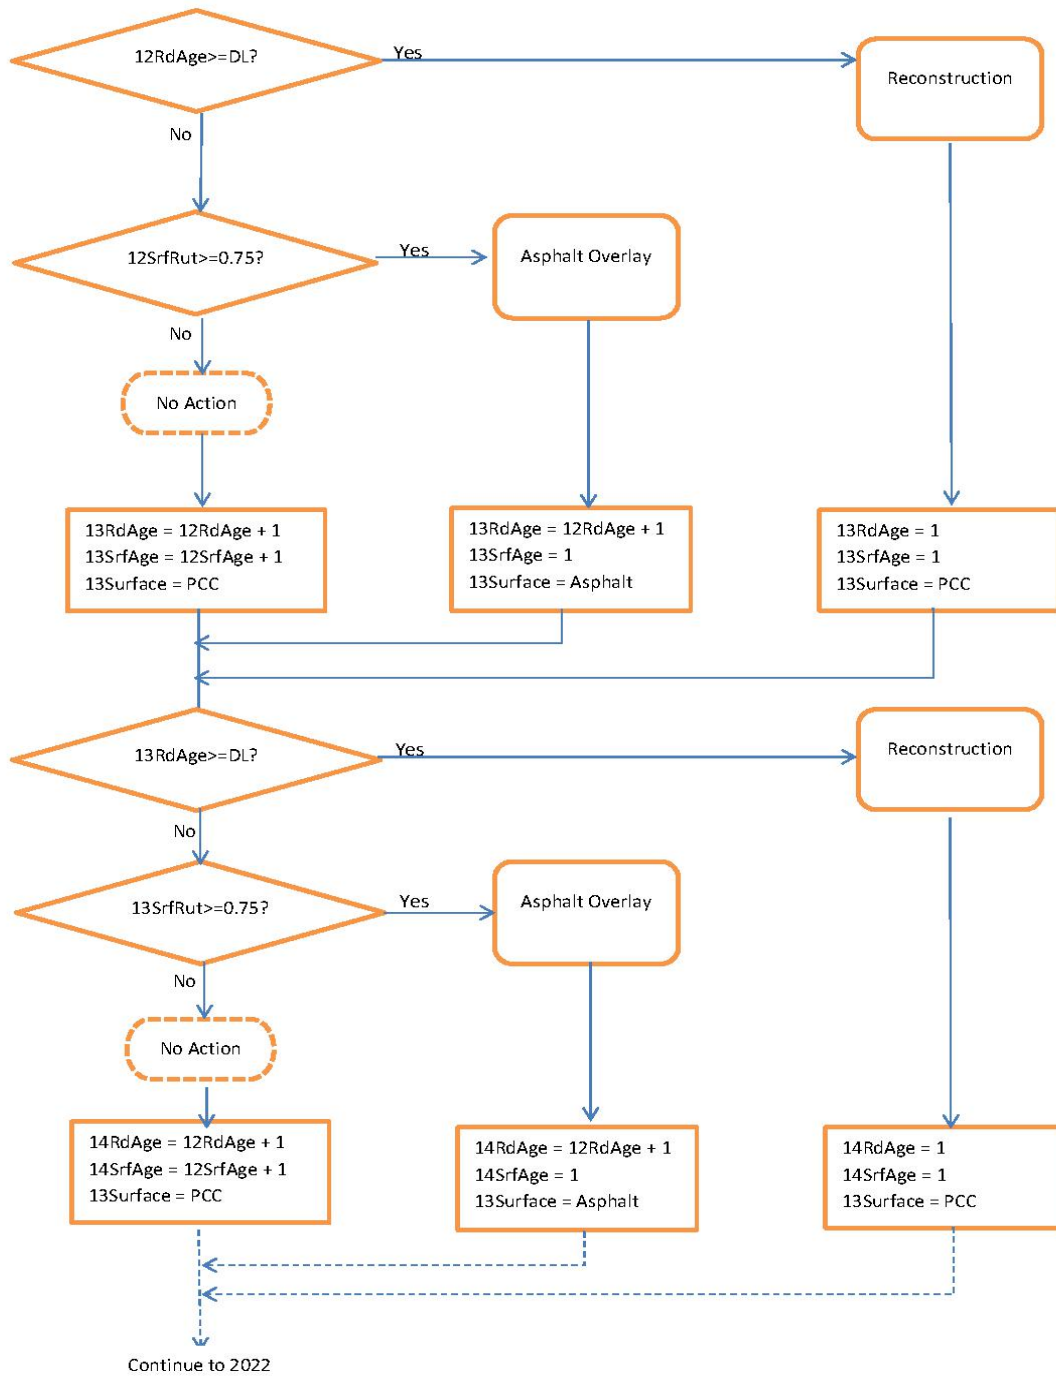 12RdAge>=DL?
Yes
Reconstruction
No
12SrfRut>=0.75?
Yes
Asphalt Overlay
No
No Action
13RdAge = 12RdAge + 1
13SrfAge = 12SrfAge + 1
13Surface = PCC
13RdAge = 12RdAge + 1
13SrfAge = 1
13Surface = Asphalt
13RdAge = 1
13SrfAge = 1
13Surface = PCC
13RdAge>=DL?
Yes
Reconstruction
No
13SrfRut>=0.75?
Yes
Asphalt Overlay
No
No Action
14RdAge = 12RdAge + 1
14SrfAge = 12SrfAge + 1
13Surface = PCC
14RdAge = 12RdAge + 1
14SrfAge = 1
13Surface = Asphalt
14RdAge = 1
14SrfAge = 1
13Surface = PCC
Continue to 2022